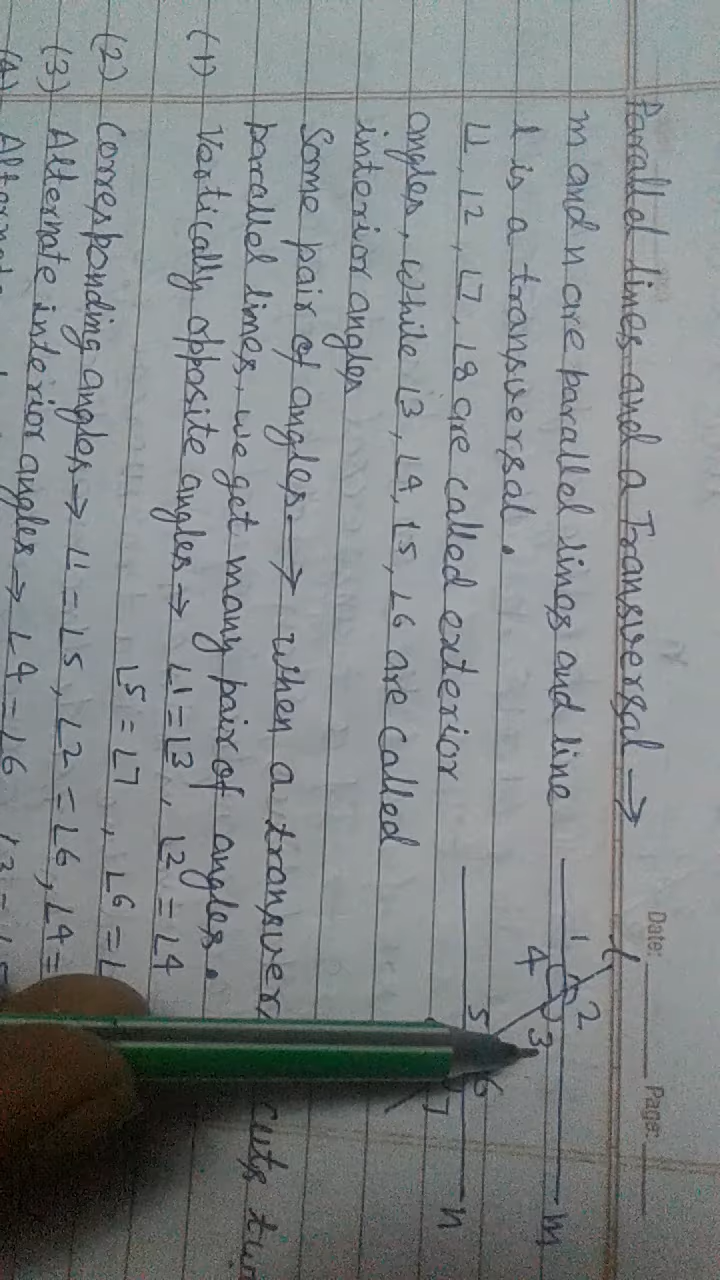 Date: Page:
Parallel lines and a Transversal →
m and n are parallel lines and line
l is a transversal.
∠1, ∠2, ∠7, ∠8 are called exterior
angles, while ∠3, ∠4, ∠5, ∠6 are called
interior angles
Some pair of angles → when a transver cuts two
parallel lines, we get many pair of angles.
(1) Vertically opposite angles → ∠1 = ∠3, ∠2 = ∠4
∠5 = ∠7, ∠6 = ∠
(2) Corresponding angles → ∠1 = ∠5, ∠2 = ∠6, ∠4 =
(3) Alternate interior angles → ∠4 = ∠6
(4) Alternate
l
1 2
4 3
m
5 6
7
n